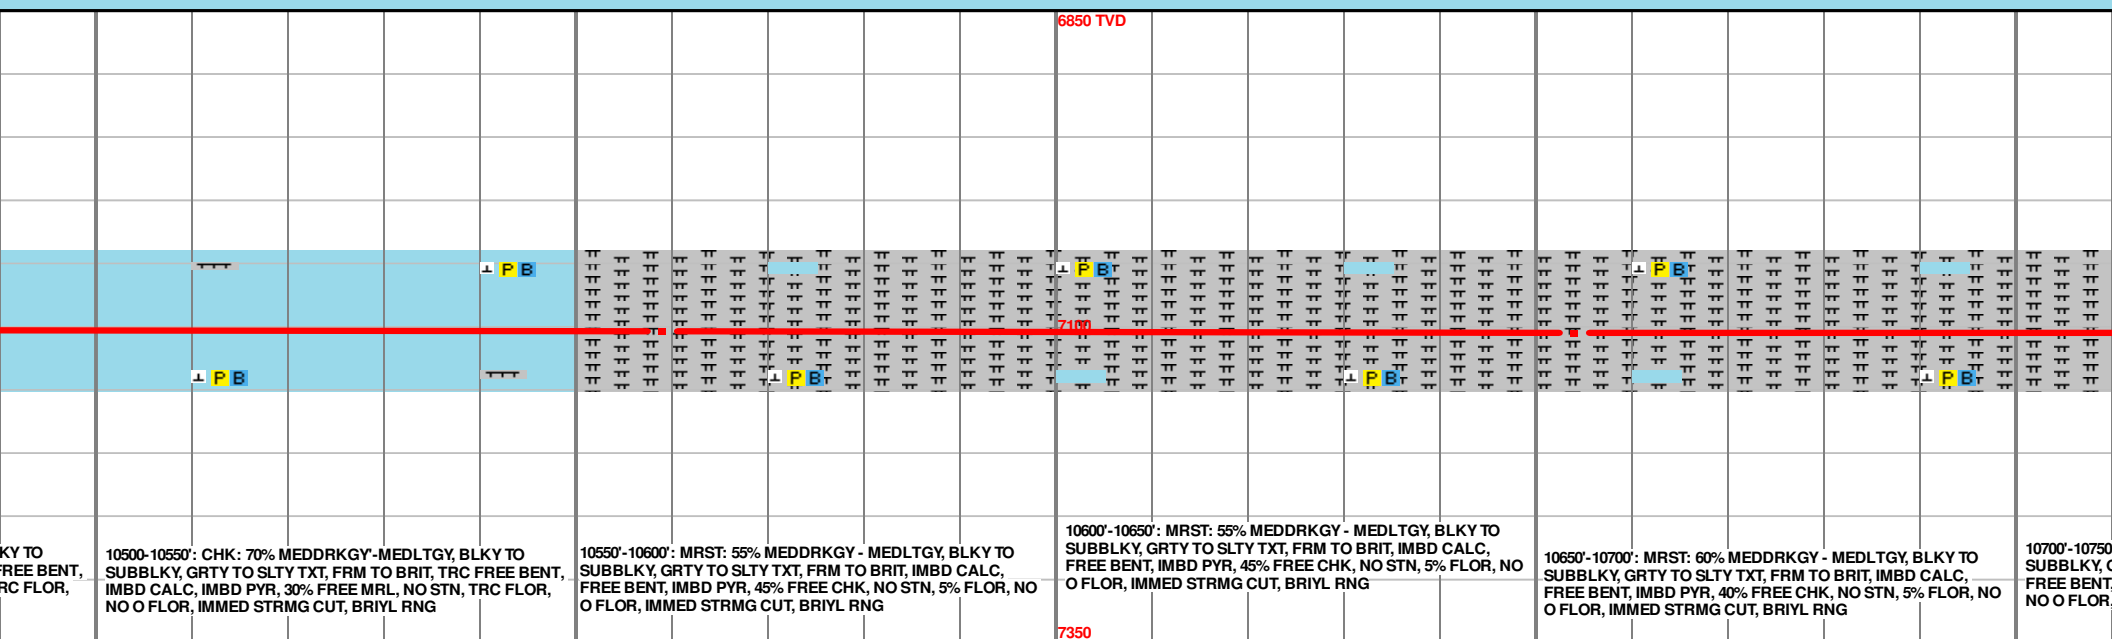 6850 TVD
P B
P B
P B
7100
P B
P B
P B
P B
KY TO
FREE BENT,
RC FLOR,
10500-10550': CHK: 70% MEDDRKGY'-MEDLTGY, BLKY TO
SUBBLKY, GRTY TO SLTY TXT, FRM TO BRIT, TRC FREE BENT,
IMBD CALC, IMBD PYR, 30% FREE MRL, NO STN, TRC FLOR,
NO O FLOR, IMMED STRMG CUT, BRIYL RNG
10550'-10600': MRST: 55% MEDDRKGY - MEDLTGY, BLKY TO
SUBBLKY, GRTY TO SLTY TXT, FRM TO BRIT, IMBD CALC,
FREE BENT, IMBD PYR, 45% FREE CHK, NO STN, 5% FLOR, NO
O FLOR, IMMED STRMG CUT, BRIYL RNG
10600'-10650': MRST: 55% MEDDRKGY - MEDLTGY, BLKY TO
SUBBLKY, GRTY TO SLTY TXT, FRM TO BRIT, IMBD CALC,
FREE BENT, IMBD PYR, 45% FREE CHK, NO STN, 5% FLOR, NO
O FLOR, IMMED STRMG CUT, BRIYL RNG
10650'-10700': MRST: 60% MEDDRKGY - MEDLTGY, BLKY TO
SUBBLKY, GRTY TO SLTY TXT, FRM TO BRIT, IMBD CALC,
FREE BENT, IMBD PYR, 40% FREE CHK, NO STN, 5% FLOR, NO
O FLOR, IMMED STRMG CUT, BRIYL RNG
10700'-10750
SUBBLKY,
FREE BENT,
NO O FLOR,
7350